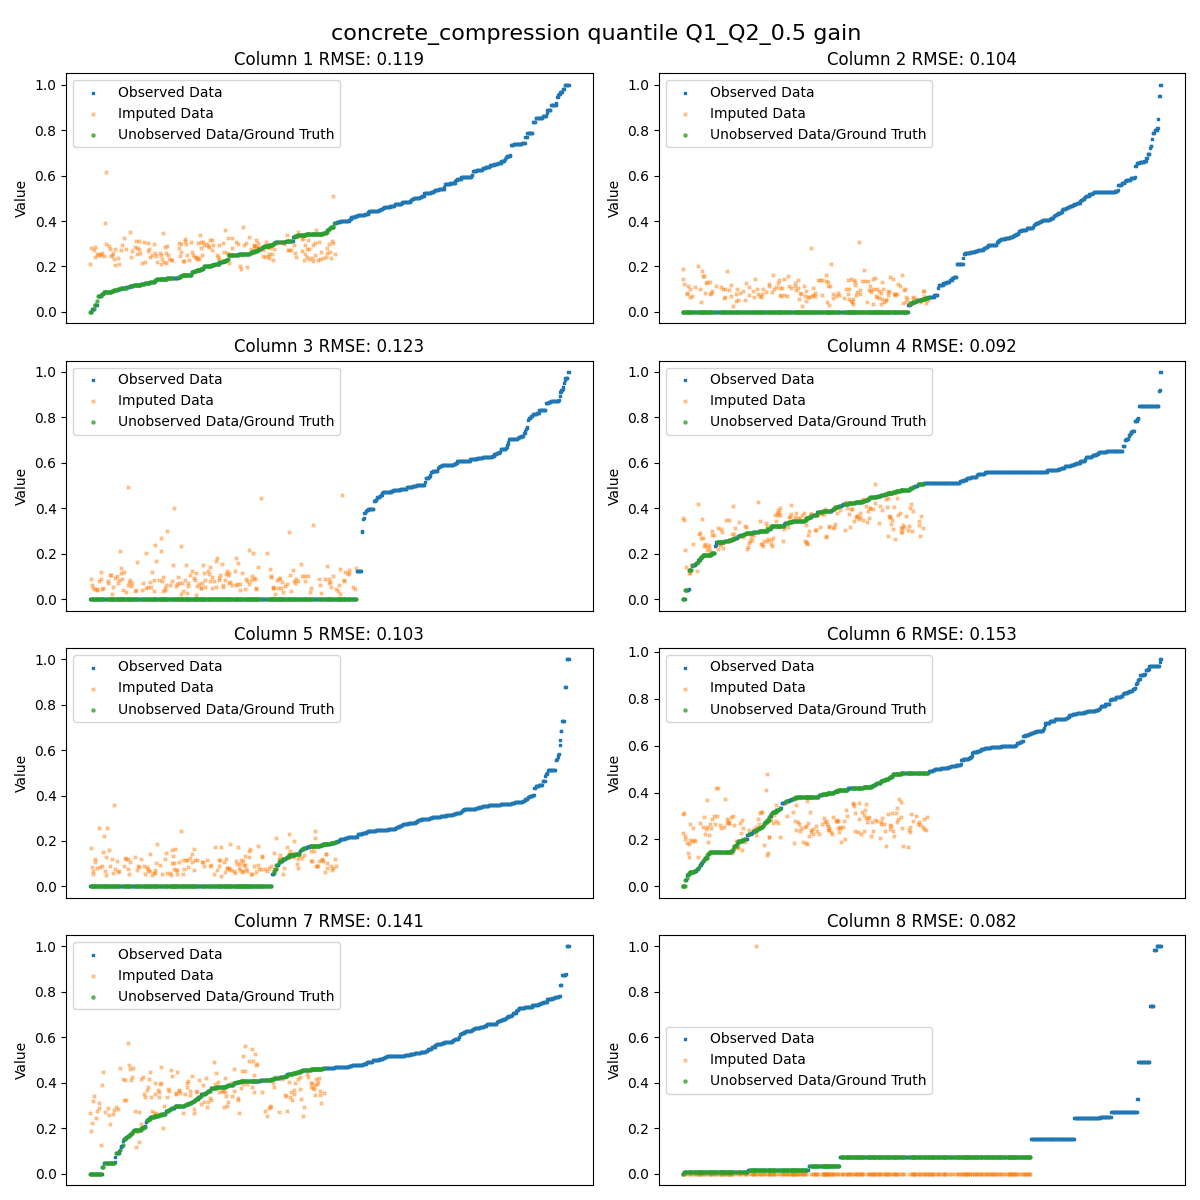 concrete_compression quantile Q1_Q2_0.5 gain
Column 1 RMSE: 0.119
1.0
0.8
0.6
0.4
0.2
0.0
Value
Observed Data
Imputed Data
Unobserved Data/Ground Truth
Column 2 RMSE: 0.104
1.0
0.8
0.6
0.4
0.2
0.0
Value
Observed Data
Imputed Data
Unobserved Data/Ground Truth
Column 3 RMSE: 0.123
1.0
0.8
0.6
0.4
0.2
0.0
Value
Observed Data
Imputed Data
Unobserved Data/Ground Truth
Column 4 RMSE: 0.092
1.0
0.8
0.6
0.4
0.2
0.0
Value
Observed Data
Imputed Data
Unobserved Data/Ground Truth
Column 5 RMSE: 0.103
1.0
0.8
0.6
0.4
0.2
0.0
Value
Observed Data
Imputed Data
Unobserved Data/Ground Truth
Column 6 RMSE: 0.153
1.0
0.8
0.6
0.4
0.2
0.0
Value
Observed Data
Imputed Data
Unobserved Data/Ground Truth
Column 7 RMSE: 0.141
1.0
0.8
0.6
0.4
0.2
0.0
Value
Observed Data
Imputed Data
Unobserved Data/Ground Truth
Column 8 RMSE: 0.082
1.0
0.8
0.6
0.4
0.2
0.0
Value
Observed Data
Imputed Data
Unobserved Data/Ground Truth